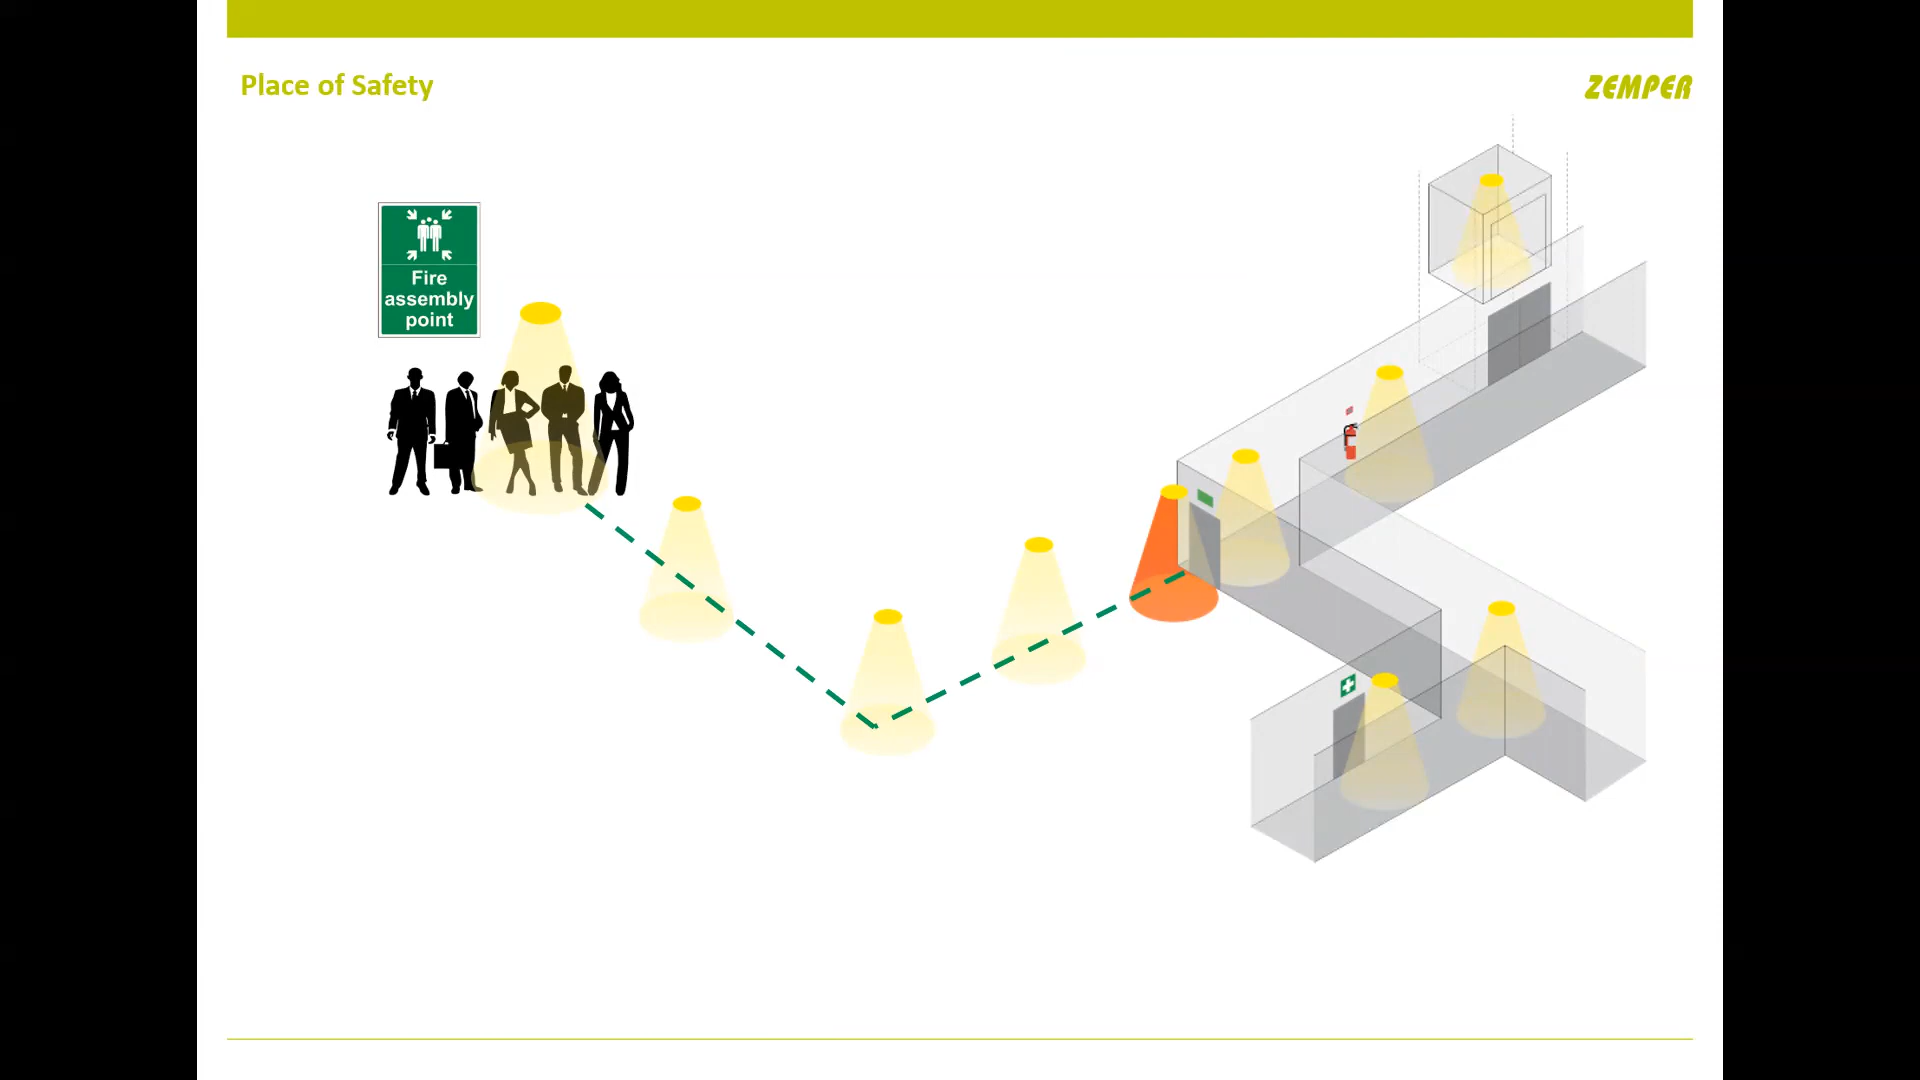 Place of Safety
ZEMPER
Fire
assembly
point